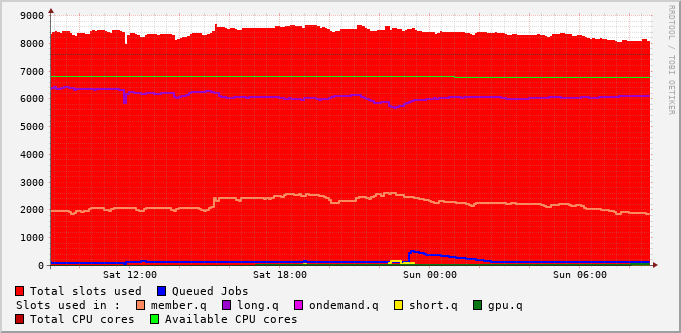 9000
8000
7000
6000
5000
4000
3000
2000
1000
0
Sat 12:00 Sat 18:00 Sun 00:00 Sun 06:00
RRDTOOL / TOBI OETIKER
Total slots used Queued Jobs
Slots used in : member.q long.q ondemand.q short.q gpu.q
Total CPU cores Available CPU cores